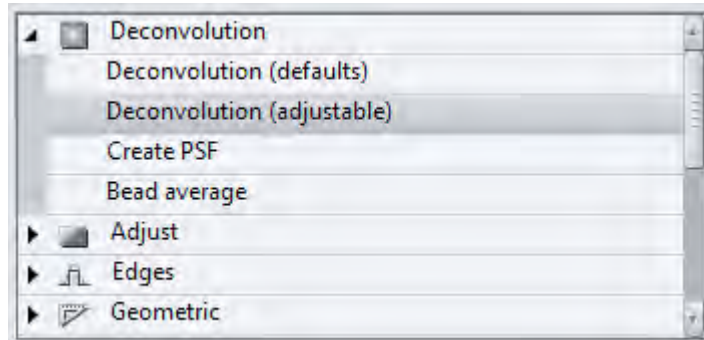 Deconvolution
Deconvolution (defaults)
Deconvolution (adjustable)
Create PSF
Bead average
Adjust
Edges
Geometric